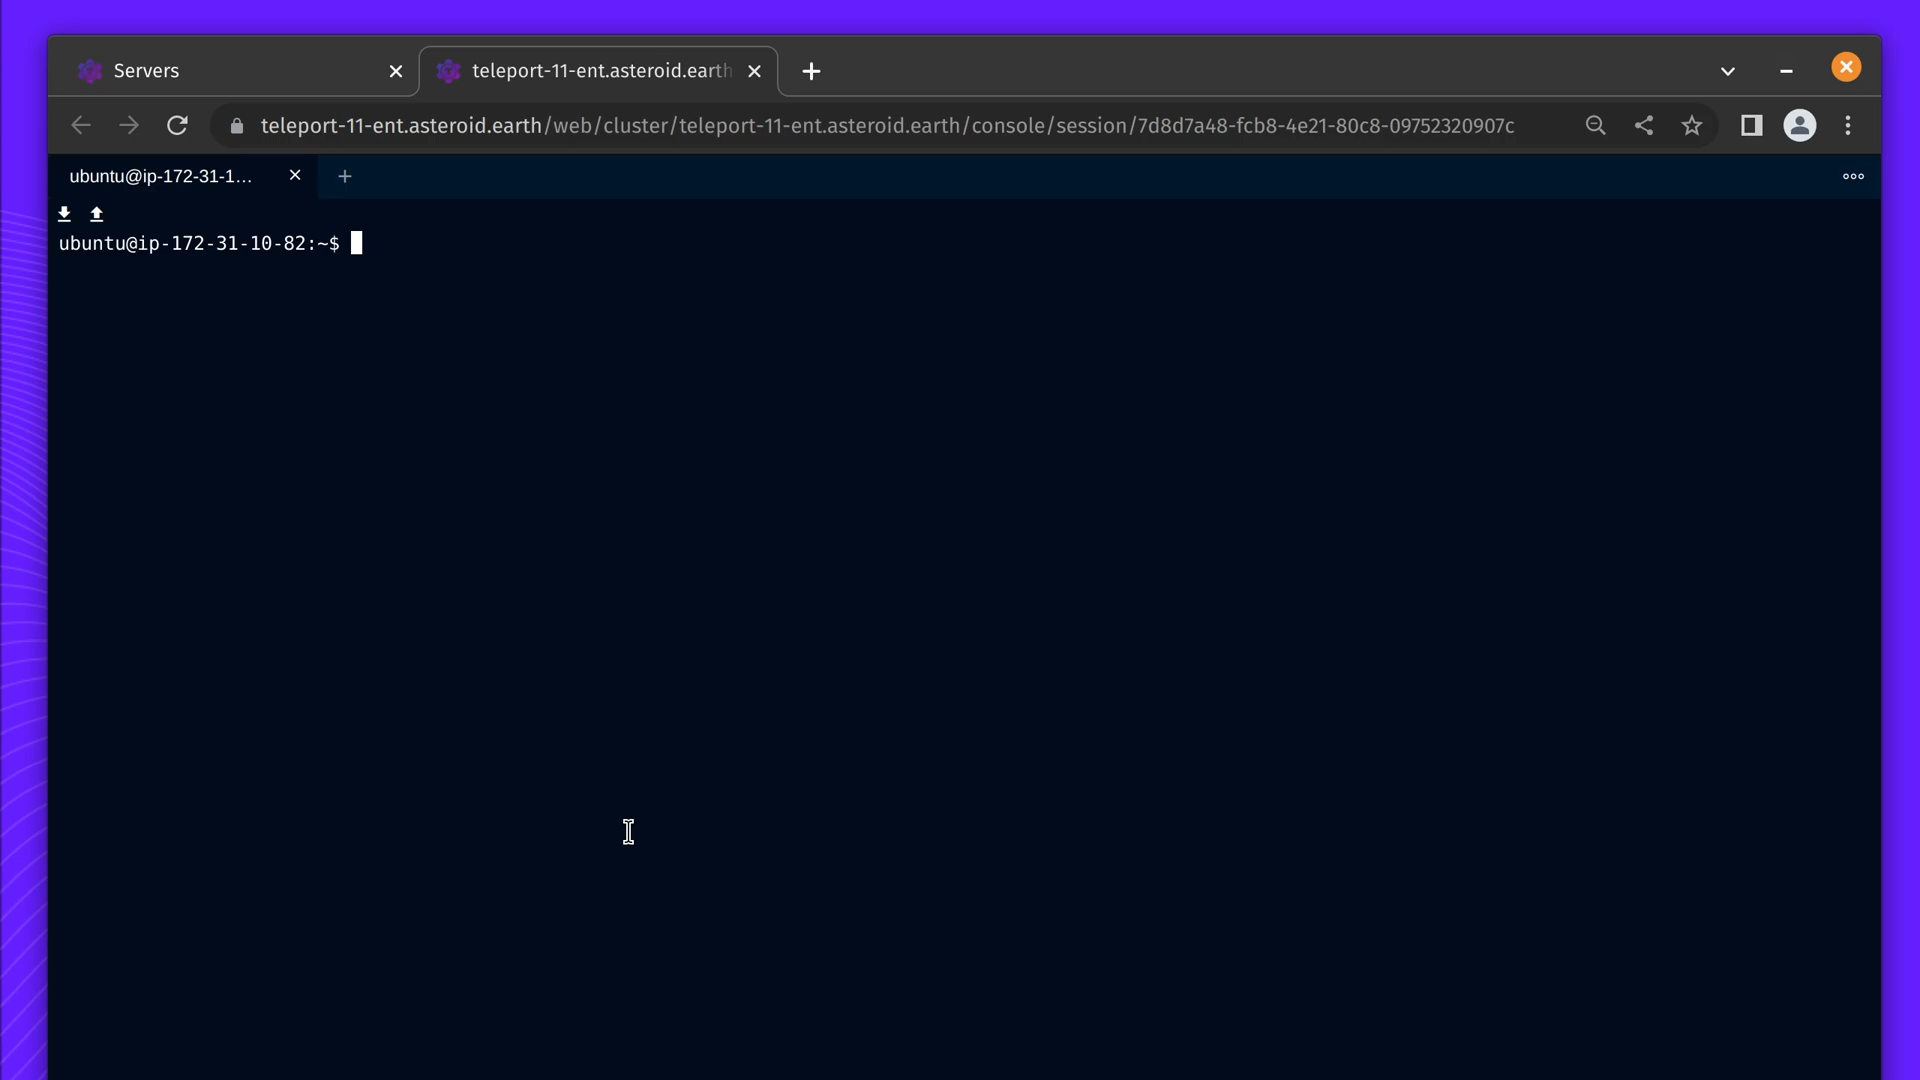 Servers
teleport-11-ent.asteroid.earth
teleport-11-ent.asteroid.earth/web/cluster/teleport-11-ent.asteroid.earth/console/session/7d8d7a48-fcb8-4e21-80c8-09752320907c
ubuntu@ip-172-31-1...
ubuntu@ip-172-31-10-82:~$